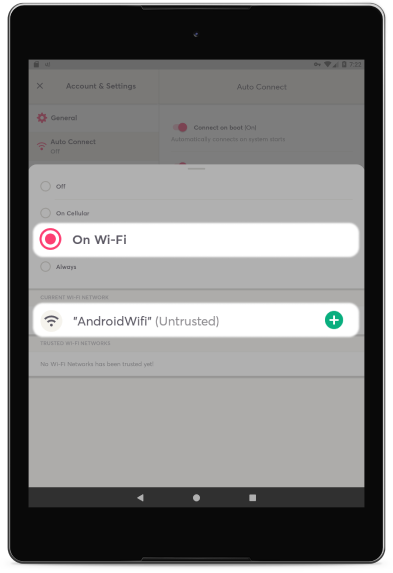 7:12
Account & Settings
Auto Connect
General
Connect on boot (On)
Automatically connects on system starts
Auto Connect
Off
Off
On Cellular
On Wi-Fi
Always
CURRENT WI-FI NETWORK
"AndroidWifi" (Untrusted)
TRUSTED WI-FI NETWORKS
No Wi-Fi Networks has been trusted yet!